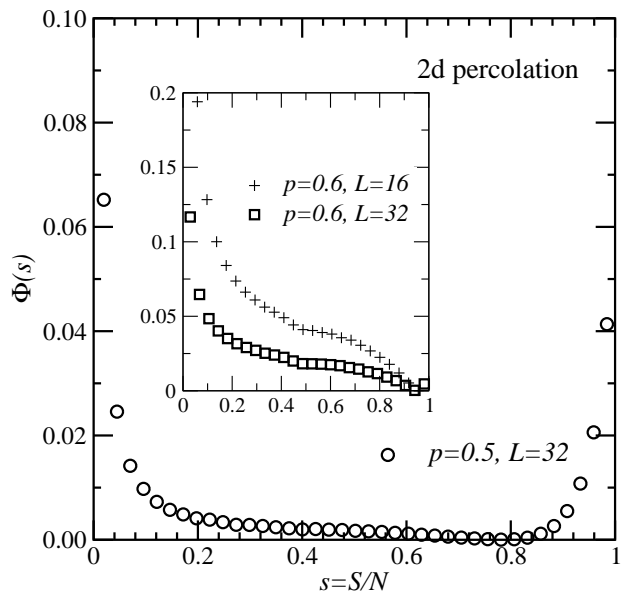 0.10
2d percolation
0.2
0.15
p=0.6, L=16
p=0.6, L=32
0.1
0.05
0
0 0.2 0.4 0.6 0.8 1
0.08
0.06
0.04
0.02
0.00
Φ(s)
p=0.5, L=32
0 0.2 0.4 0.6 0.8 1
s=S/N